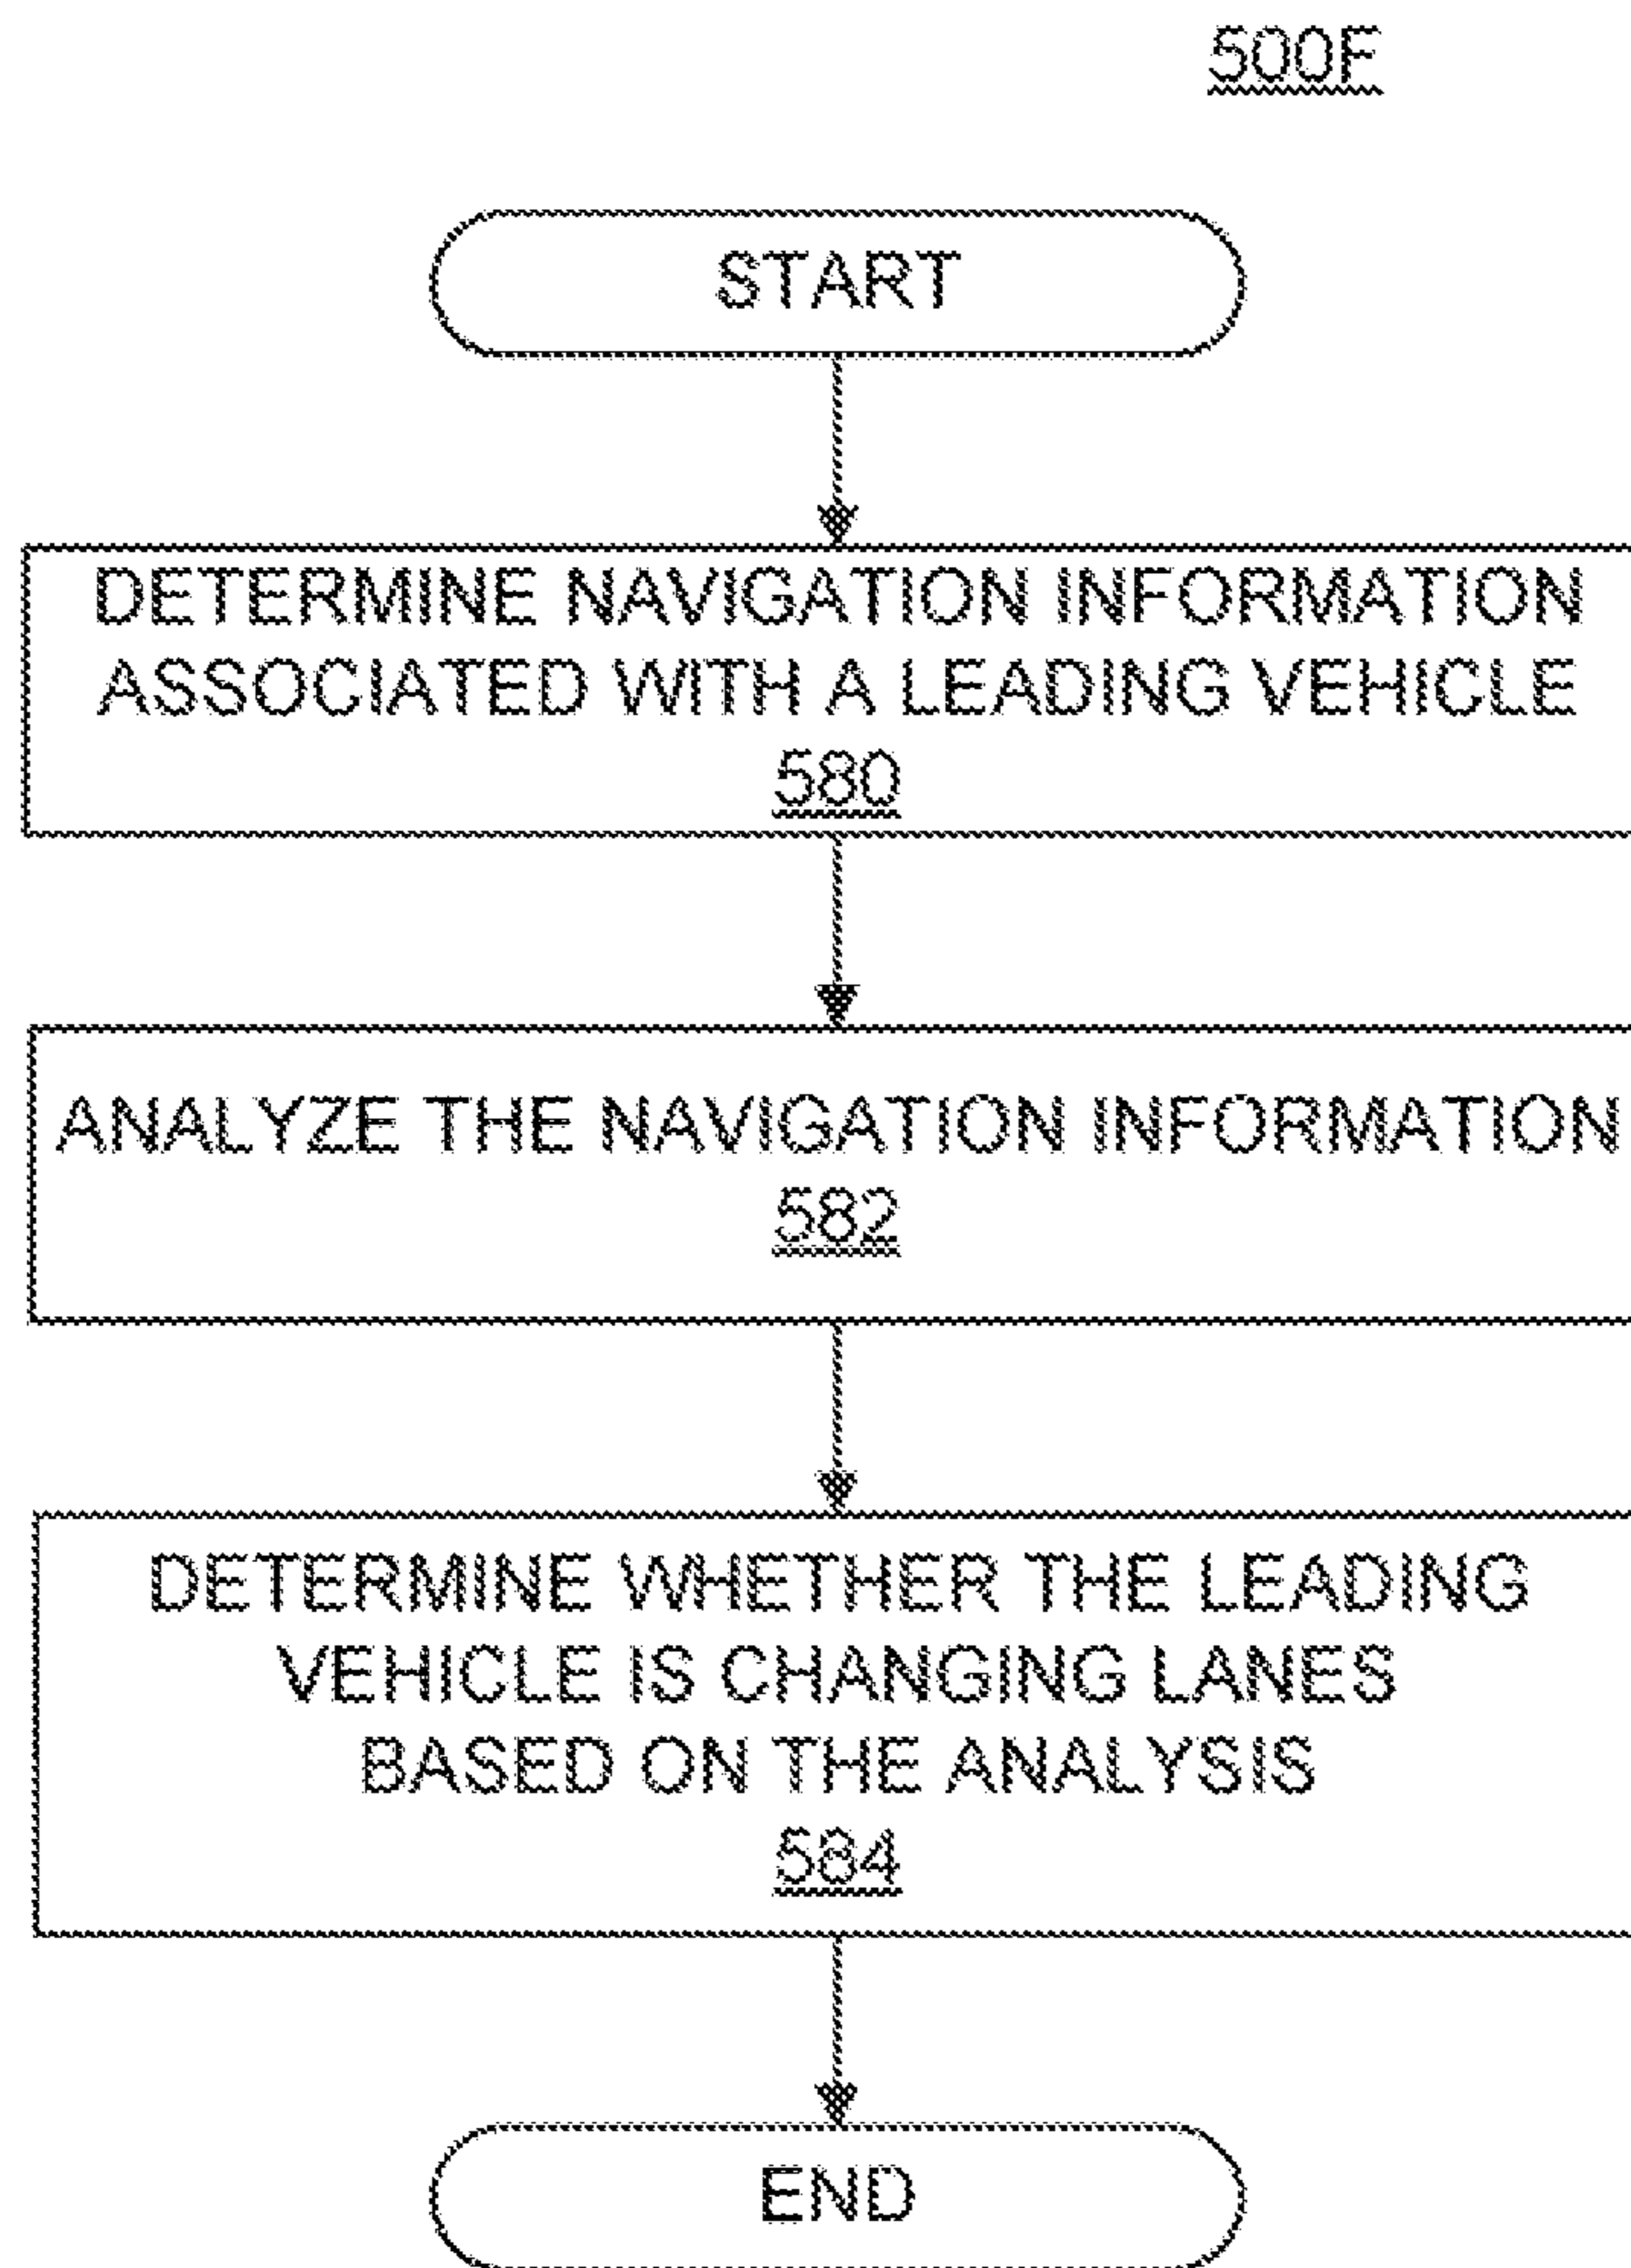 500F
START
DETERMINE NAVIGATION INFORMATION
ASSOCIATED WITH A LEADING VEHICLE
580
ANALYZE THE NAVIGATION INFORMATION
582
DETERMINE WHETHER THE LEADING
VEHICLE IS CHANGING LANES
BASED ON THE ANALYSIS
584
END